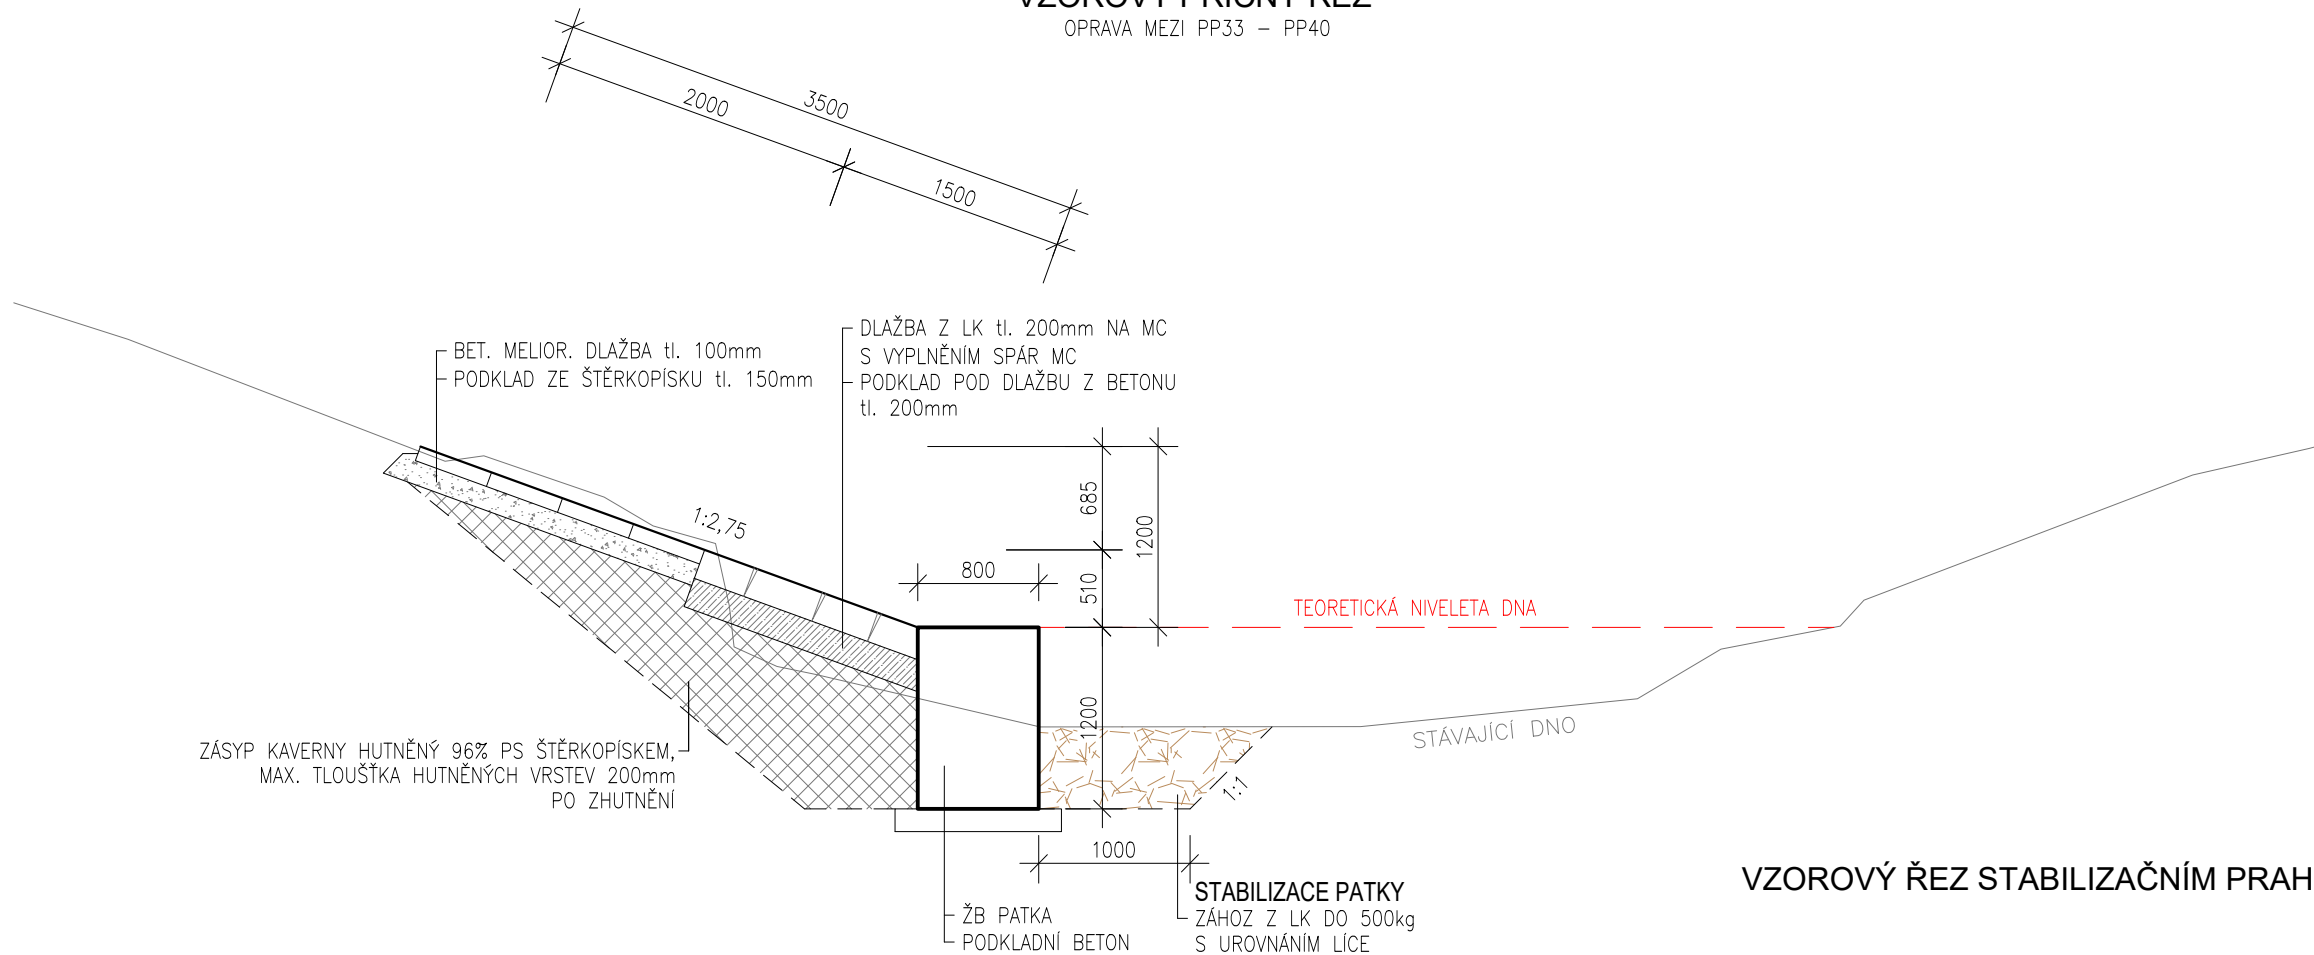 VZOROVÝ PŘÍČNÝ ŘEZ
OPRAVA MEZI PP33 – PP40
3500
2000
1500
DLAŽBA Z LK tl. 200mm NA MC
S VYPLNĚNÍM SPÁR MC
PODKLAD POD DLAŽBU Z BETONU
tl. 200mm
BET. MELIOR. DLAŽBA tl. 100mm
PODKLAD ZE ŠTĚRKOPÍSKU tl. 150mm
1:2,75
685
1200
800
510
TEORETICKÁ NIVELETA DNA
1200
STÁVAJÍCÍ DNO
ZÁSYP KAVERNY HUTNĚNÝ 96% PS ŠTĚRKOPÍSKEM,
MAX. TLOUŠŤKA HUTNĚNÝCH VRSTEV 200mm
PO ZHUTNĚNÍ
1:1
1000
VZOROVÝ ŘEZ STABILIZAČNÍM PRAH
STABILIZACE PATKY
ZÁHOZ Z LK DO 500kg
S UROVNÁNÍM LÍCE
ŽB PATKA
PODKLADNÍ BETON